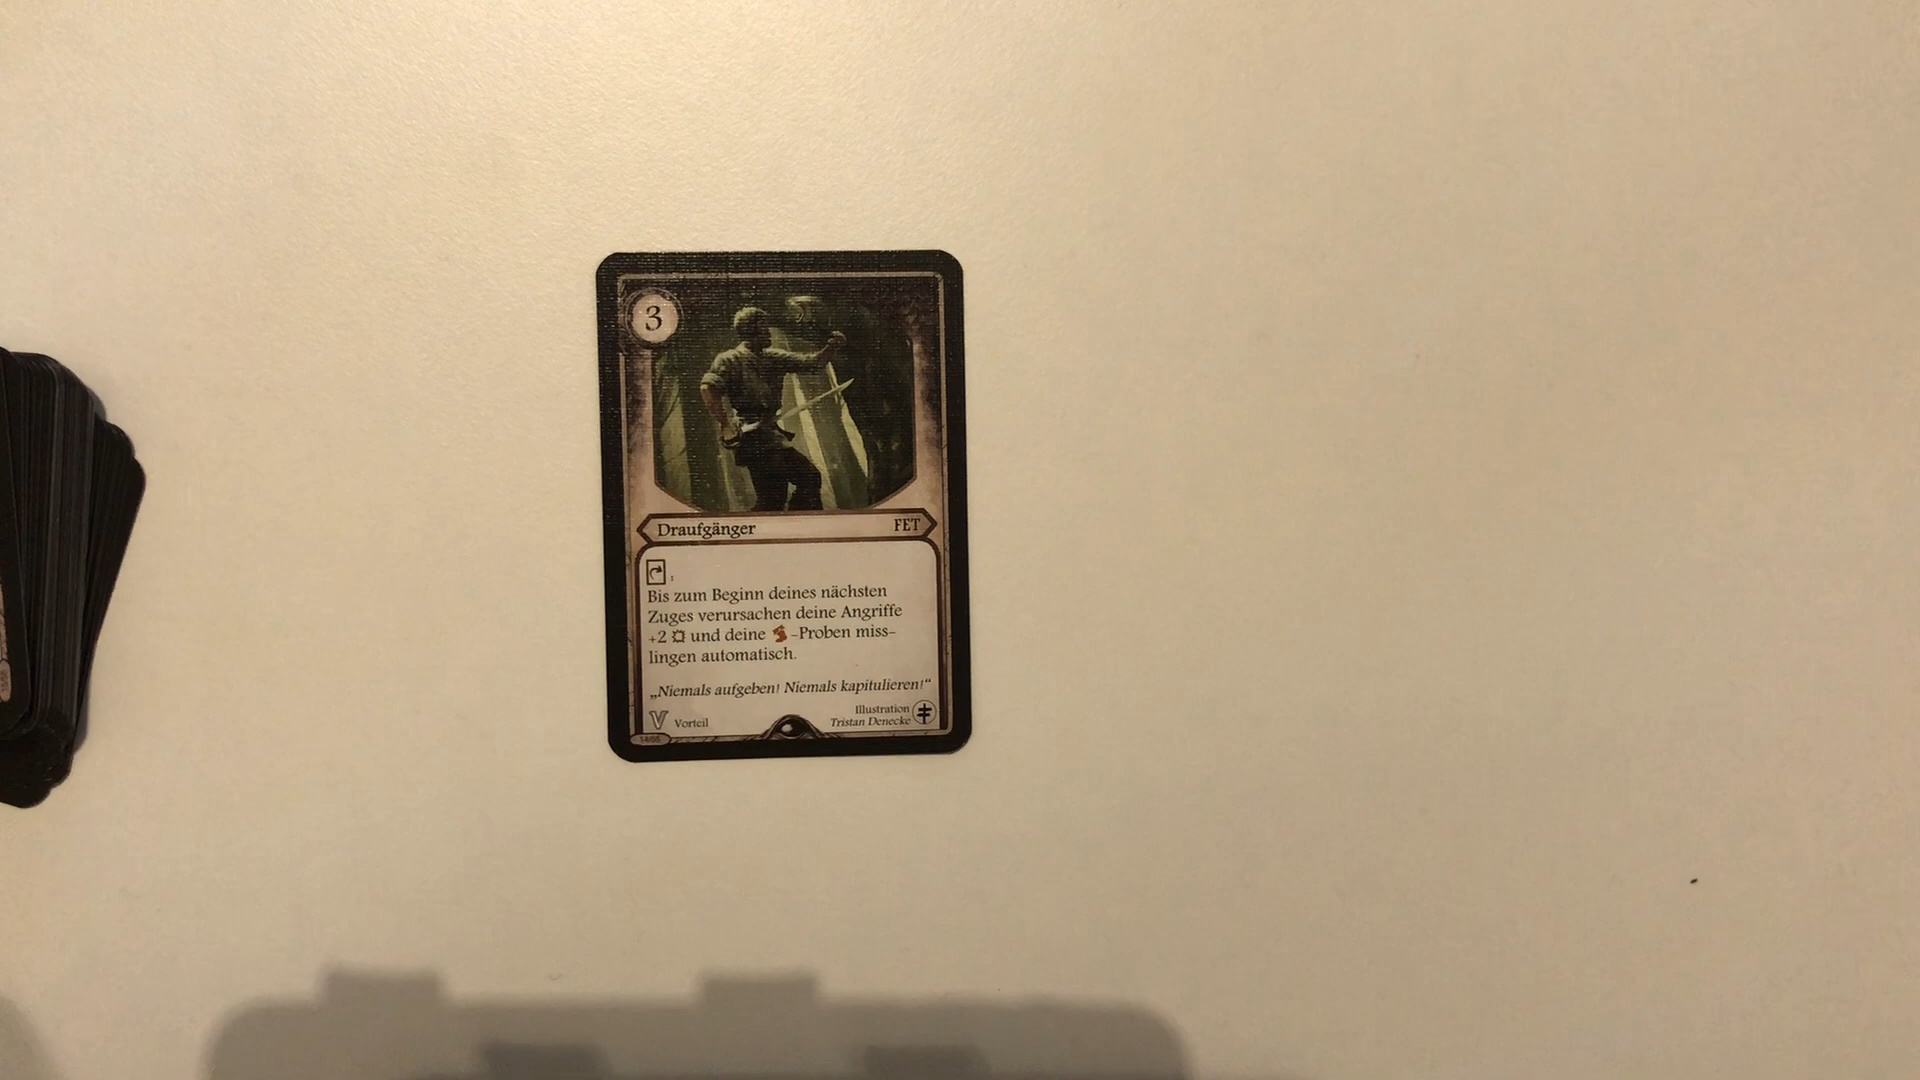 3
Draufgänger FET
:
Bis zum Beginn deines nächsten
Zuges verursachen deine Angriffe
+2 und deine -Proben miss-
lingen automatisch.
„Niemals aufgeben! Niemals kapitulieren!“
Illustration
V Vorteil Tristan Denecke